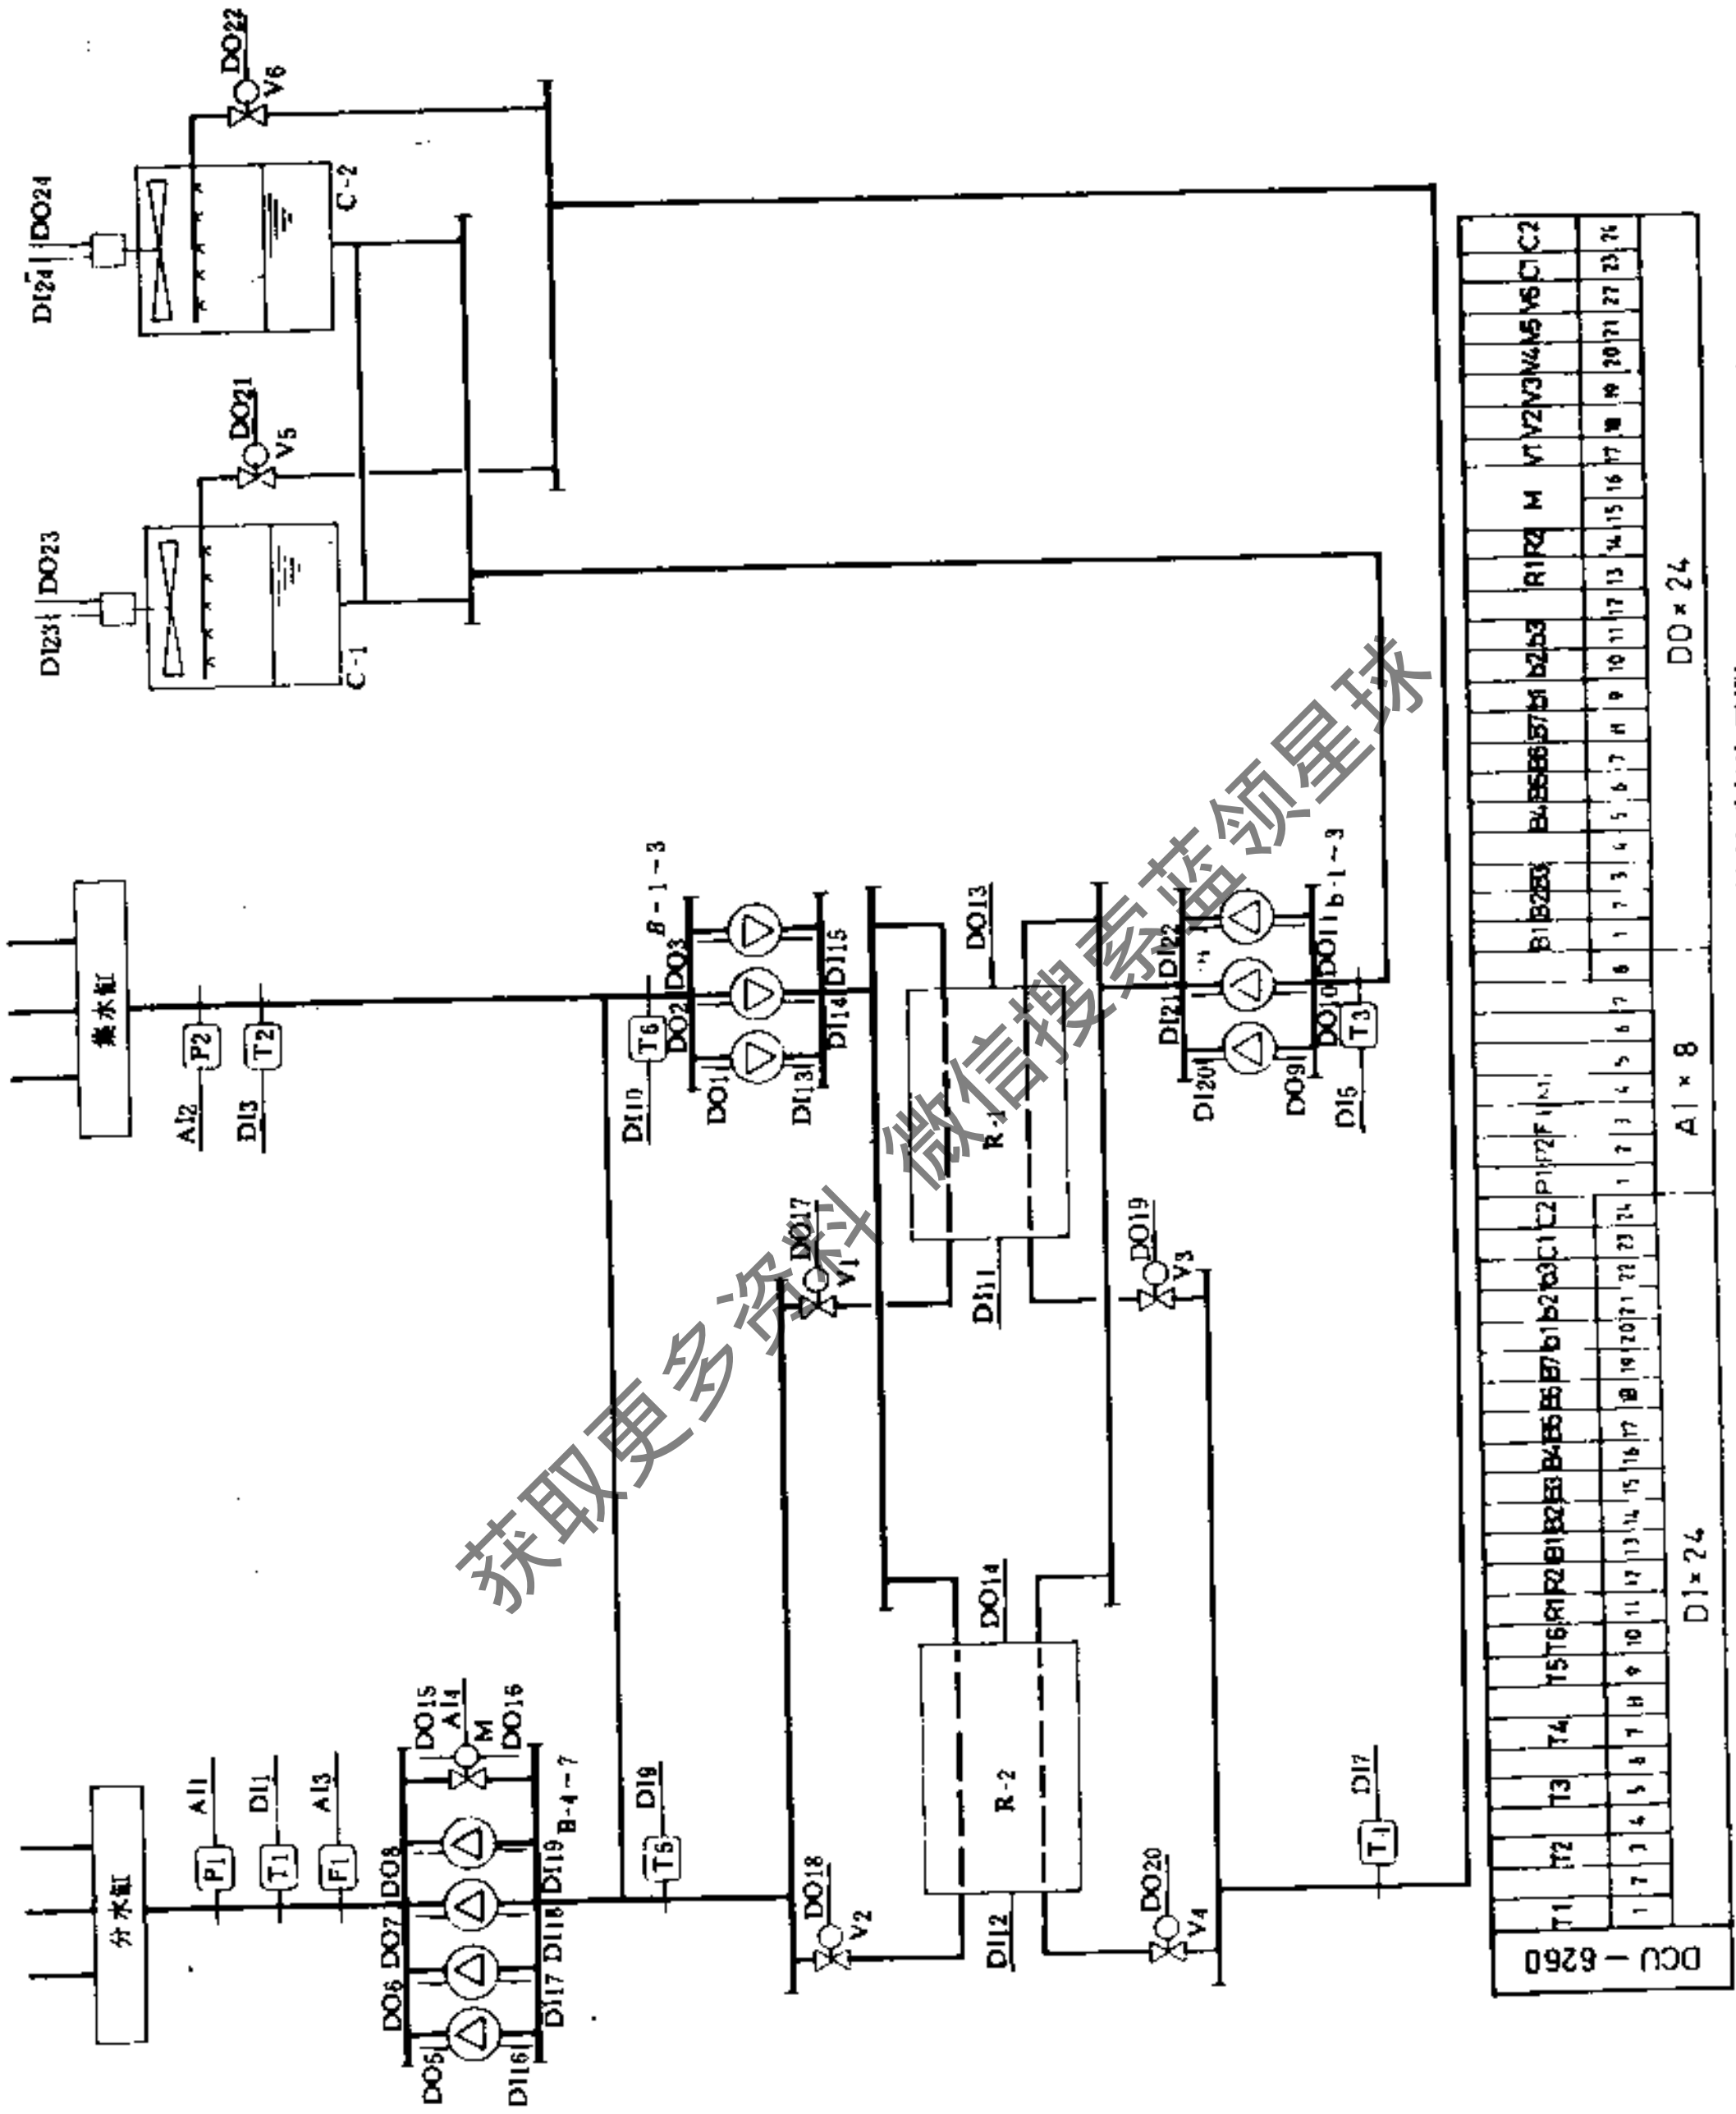 DI23
DO23
C-1
DO21
V5
DI24
DO24
C-2
DO22
V6
集水缸
AI2
P2
DI3
T2
DI10
T6
B-1~3
DO1
DO2
DO3
DI13
DI14
DI15
DO17
V1
R-1
DO13
DI11
DO19
V3
DI20
DI21
DI22
DO9
DO10
DO11
b-1~3
DI5
T3
分水缸
P1
AI1
T1
DI1
F1
AI3
DO5
DO6
DO7
DO8
DO15
AI4
M
DO16
DI16
DI17
DI18
DI19
B-4~7
T5
DI9
DO18
V2
R-2
DO14
DI12
DO20
V4
DI7
获取更多资料 微信搜索蓝领星球
DCU-6260
T1 T2 T3 T4 T5 T6 R1 R2 B1 B2 B3 B4 B5 B6 B7 b1 b2 b3 C1 C2 P1 P2
B1 B2 B3 B4 B5 B6 B7 b1 b2 b3 R1 R2 M V1 V2 V3 V4 V5 V6 C1 C2
DI×24
AI×8
DO×24